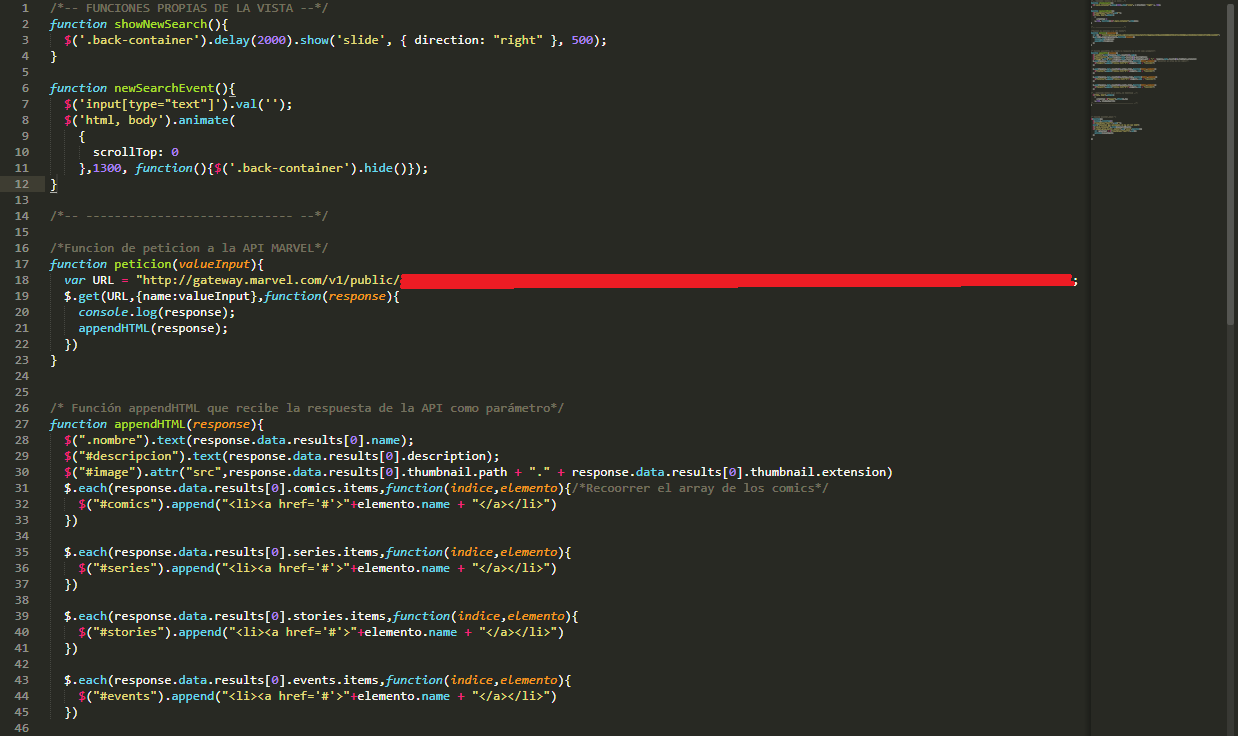 1 /*-- FUNCIONES PROPIAS DE LA VISTA --*/
2 function showNewSearch(){
3 $('.back-container').delay(2000).show('slide', { direction: "right" }, 500);
4 }
5
6 function newSearchEvent(){
7 $('input[type="text"]').val('');
8 $('html, body').animate(
9 {
10 scrollTop: 0
11 },1300, function(){$('.back-container').hide()});
12 }
13
14 /*-- ----------------------------- --*/
15
16 /*Funcion de peticion a la API MARVEL*/
17 function peticion(valueInput){
18 var URL = "http://gateway.marvel.com/v1/public/ ;
19 $.get(URL,{name:valueInput},function(response){
20 console.log(response);
21 appendHTML(response);
22 })
23 }
24
25
26 /* Función appendHTML que recibe la respuesta de la API como parámetro*/
27 function appendHTML(response){
28 $(".nombre").text(response.data.results[0].name);
29 $("#descripcion").text(response.data.results[0].description);
30 $("#image").attr("src",response.data.results[0].thumbnail.path + "." + response.data.results[0].thumbnail.extension)
31 $.each(response.data.results[0].comics.items,function(indice,elemento){/*Recoorrer el array de los comics*/
32 $("#comics").append("<li><a href='#'>"+elemento.name + "</a></li>")
33 })
34
35 $.each(response.data.results[0].series.items,function(indice,elemento){
36 $("#series").append("<li><a href='#'>"+elemento.name + "</a></li>")
37 })
38
39 $.each(response.data.results[0].stories.items,function(indice,elemento){
40 $("#stories").append("<li><a href='#'>"+elemento.name + "</a></li>")
41 })
42
43 $.each(response.data.results[0].events.items,function(indice,elemento){
44 $("#events").append("<li><a href='#'>"+elemento.name + "</a></li>")
45 })
46